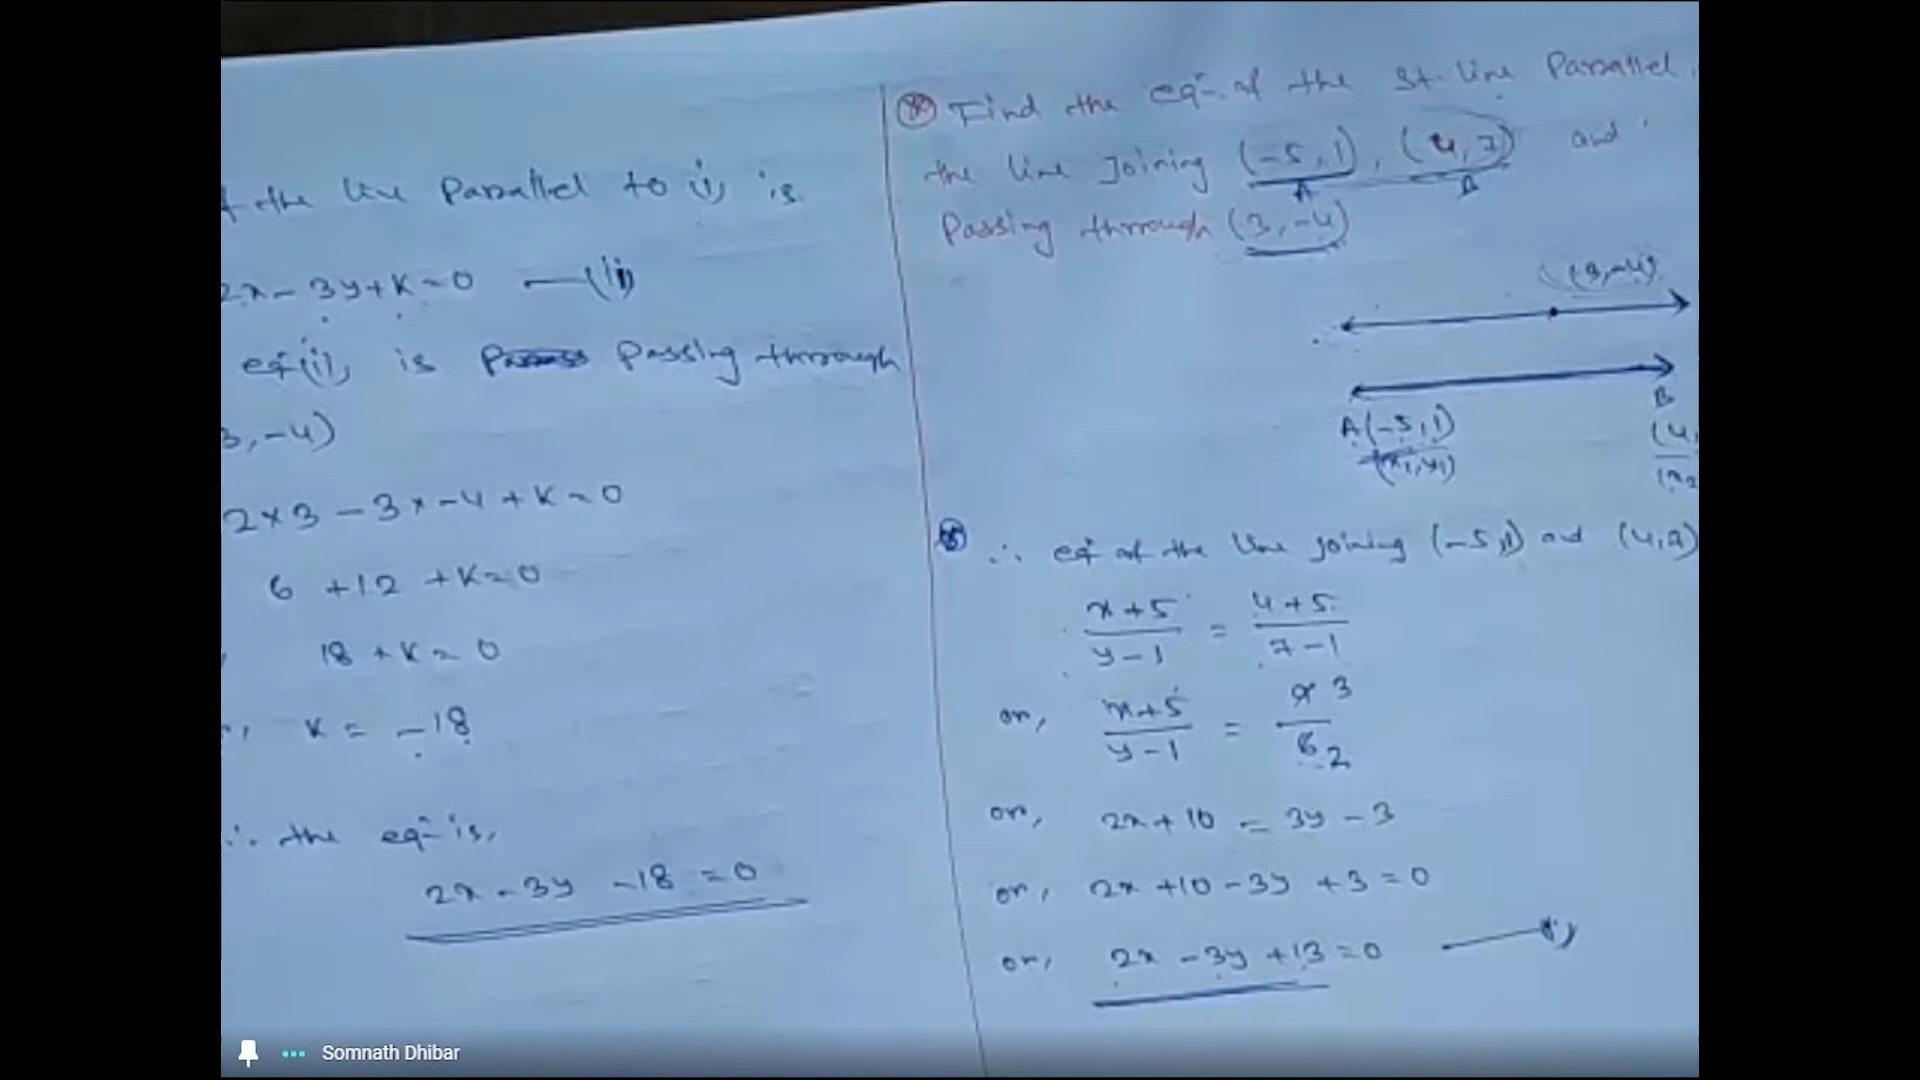 ⊛ Find the eqn. of the St. line Parallel
the line Joining (-5,1), (4,7) and
A B
Passing through (3,-4)
(3,-4)
B
A(-5,1) (4,
(x1,y1) (x2
∴ eqn of the line joining (-5,1) and (4,7)
x+5 / y-1 = 4+5 / 7-1
or, x+5 / y-1 = 9 3 / 6 2
or, 2x+10 = 3y-3
or, 2x+10-3y+3=0
or, 2x-3y+13=0 —(i)
the line Parallel to (i) is
2x-3y+k=0 —(ii)
eqn(ii) is Passing through
3,-4)
2×3-3×-4+k=0
6+12+k=0
18+k=0
k=-18
∴ the eqn is,
2x-3y-18=0
Somnath Dhibar